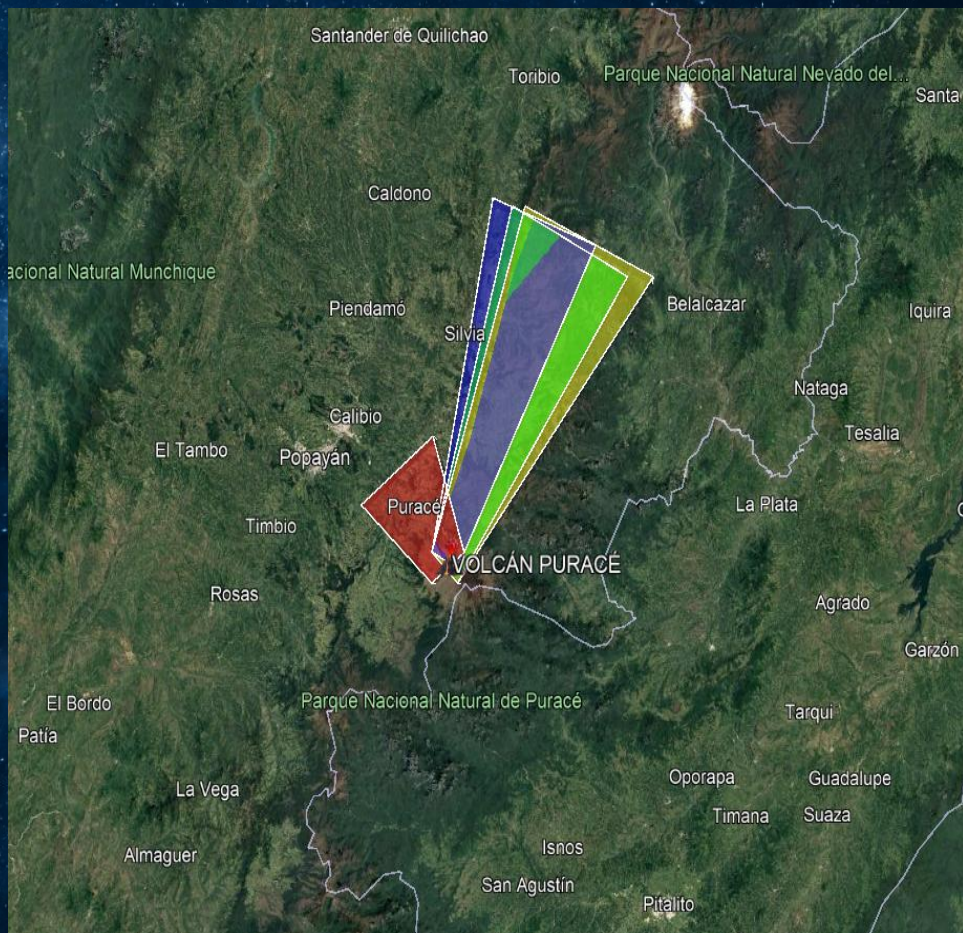 Santander de Quilichao
Toribio
Parque Nacional Natural Nevado del...
Santa
Caldono
acional Natural Munchique
Piendamó
Belalcazar
Iquira
Silvia
Nataga
Calibio
El Tambo
Popayán
Tesalia
Puracé
La Plata
Timbio
VOLCÁN PURACÉ
Rosas
Agrado
Garzón
Parque Nacional Natural de Puracé
El Bordo
Tarqui
Patía
Oporapa
Guadalupe
La Vega
Timana
Suaza
Isnos
Almaguer
San Agustín
Pitalito